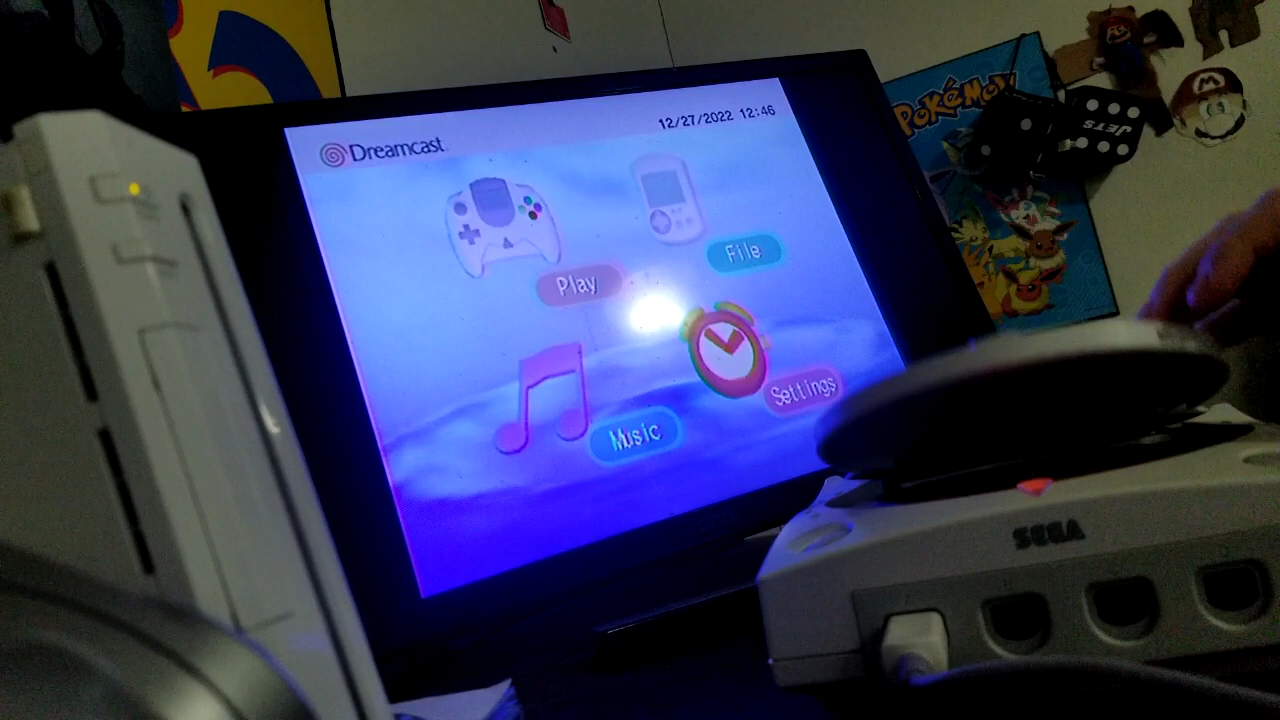 Dreamcast
12/27/2022 12:46
Play
File
Music
Settings
POKÉMON
JETS
M
SEGA